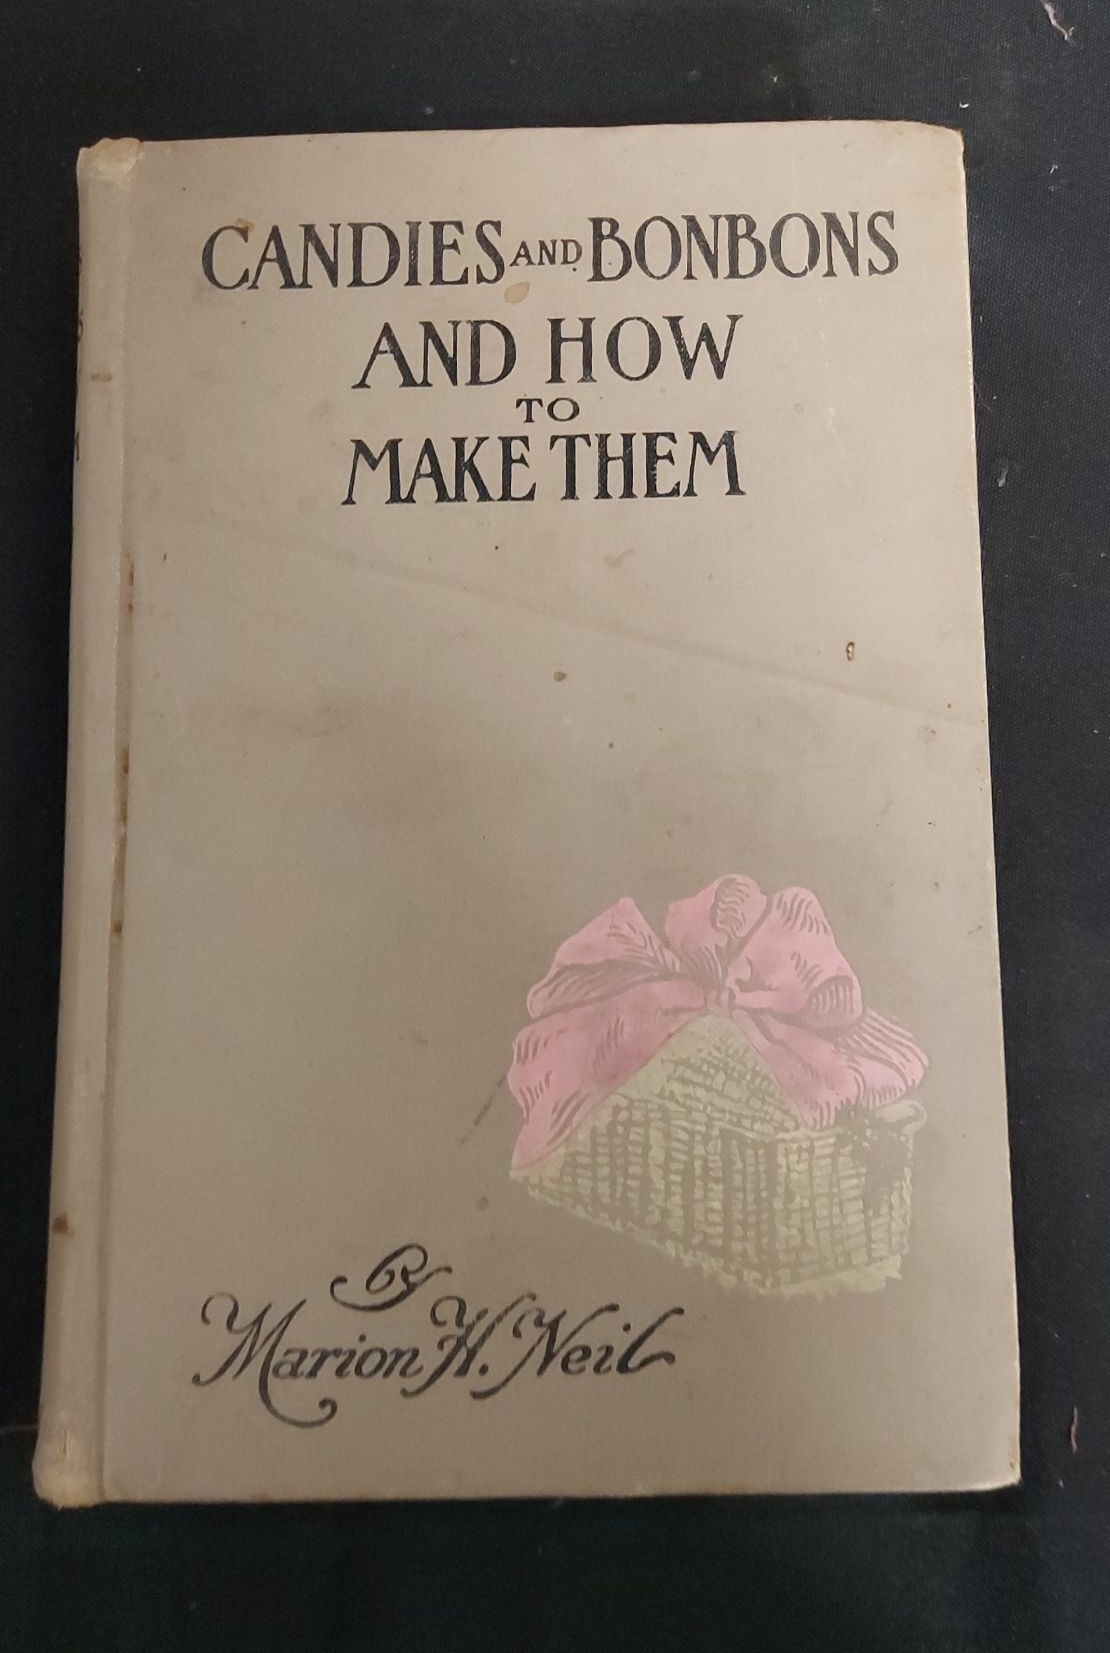 CANDIES AND BONBONS
AND HOW
TO
MAKE THEM
By
Marion H. Neil